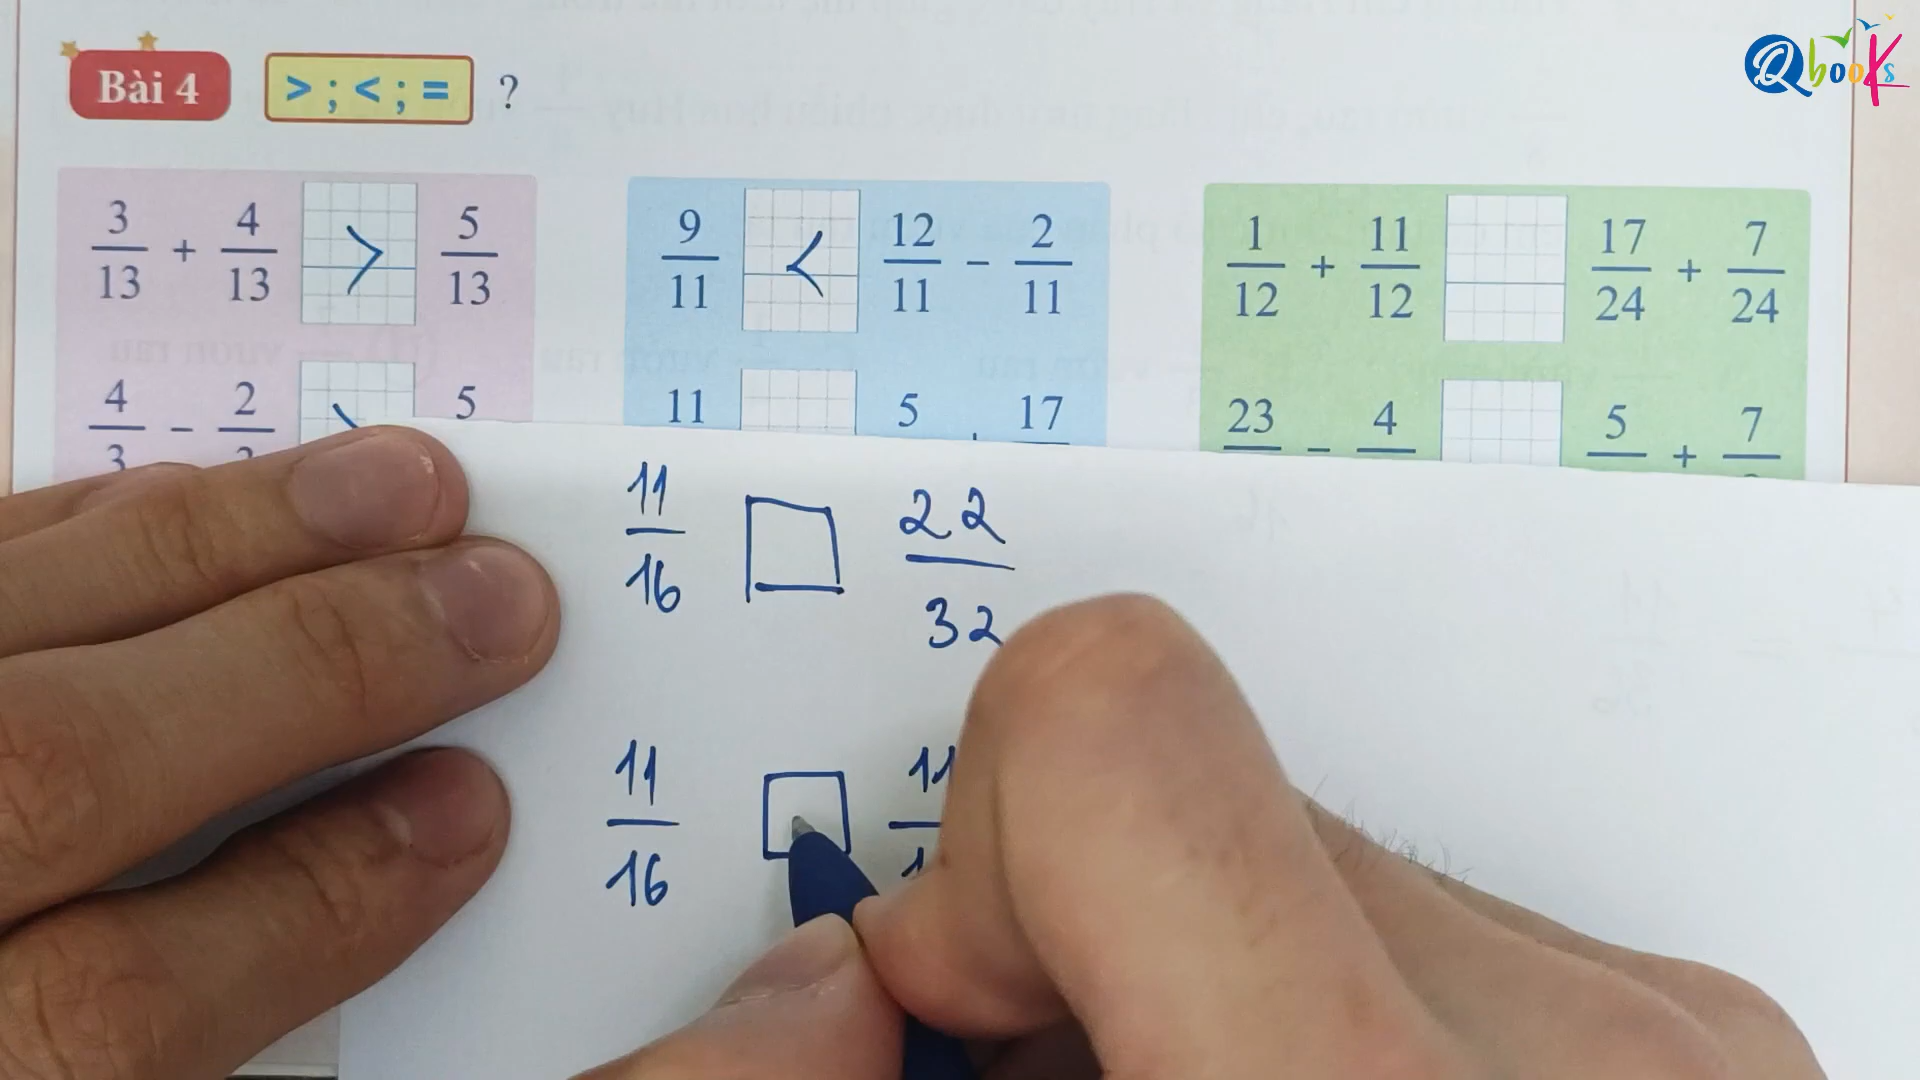 Qbooks
Bài 4 > ; < ; = ?
3/13 + 4/13 > 5/13
9/11 < 12/11 - 2/11
1/12 + 11/12 17/24 + 7/24
4/3 - 2 5
11 5 + 17
23 - 4 5 + 7
11/16 □ 22/32
11/16 □ 11